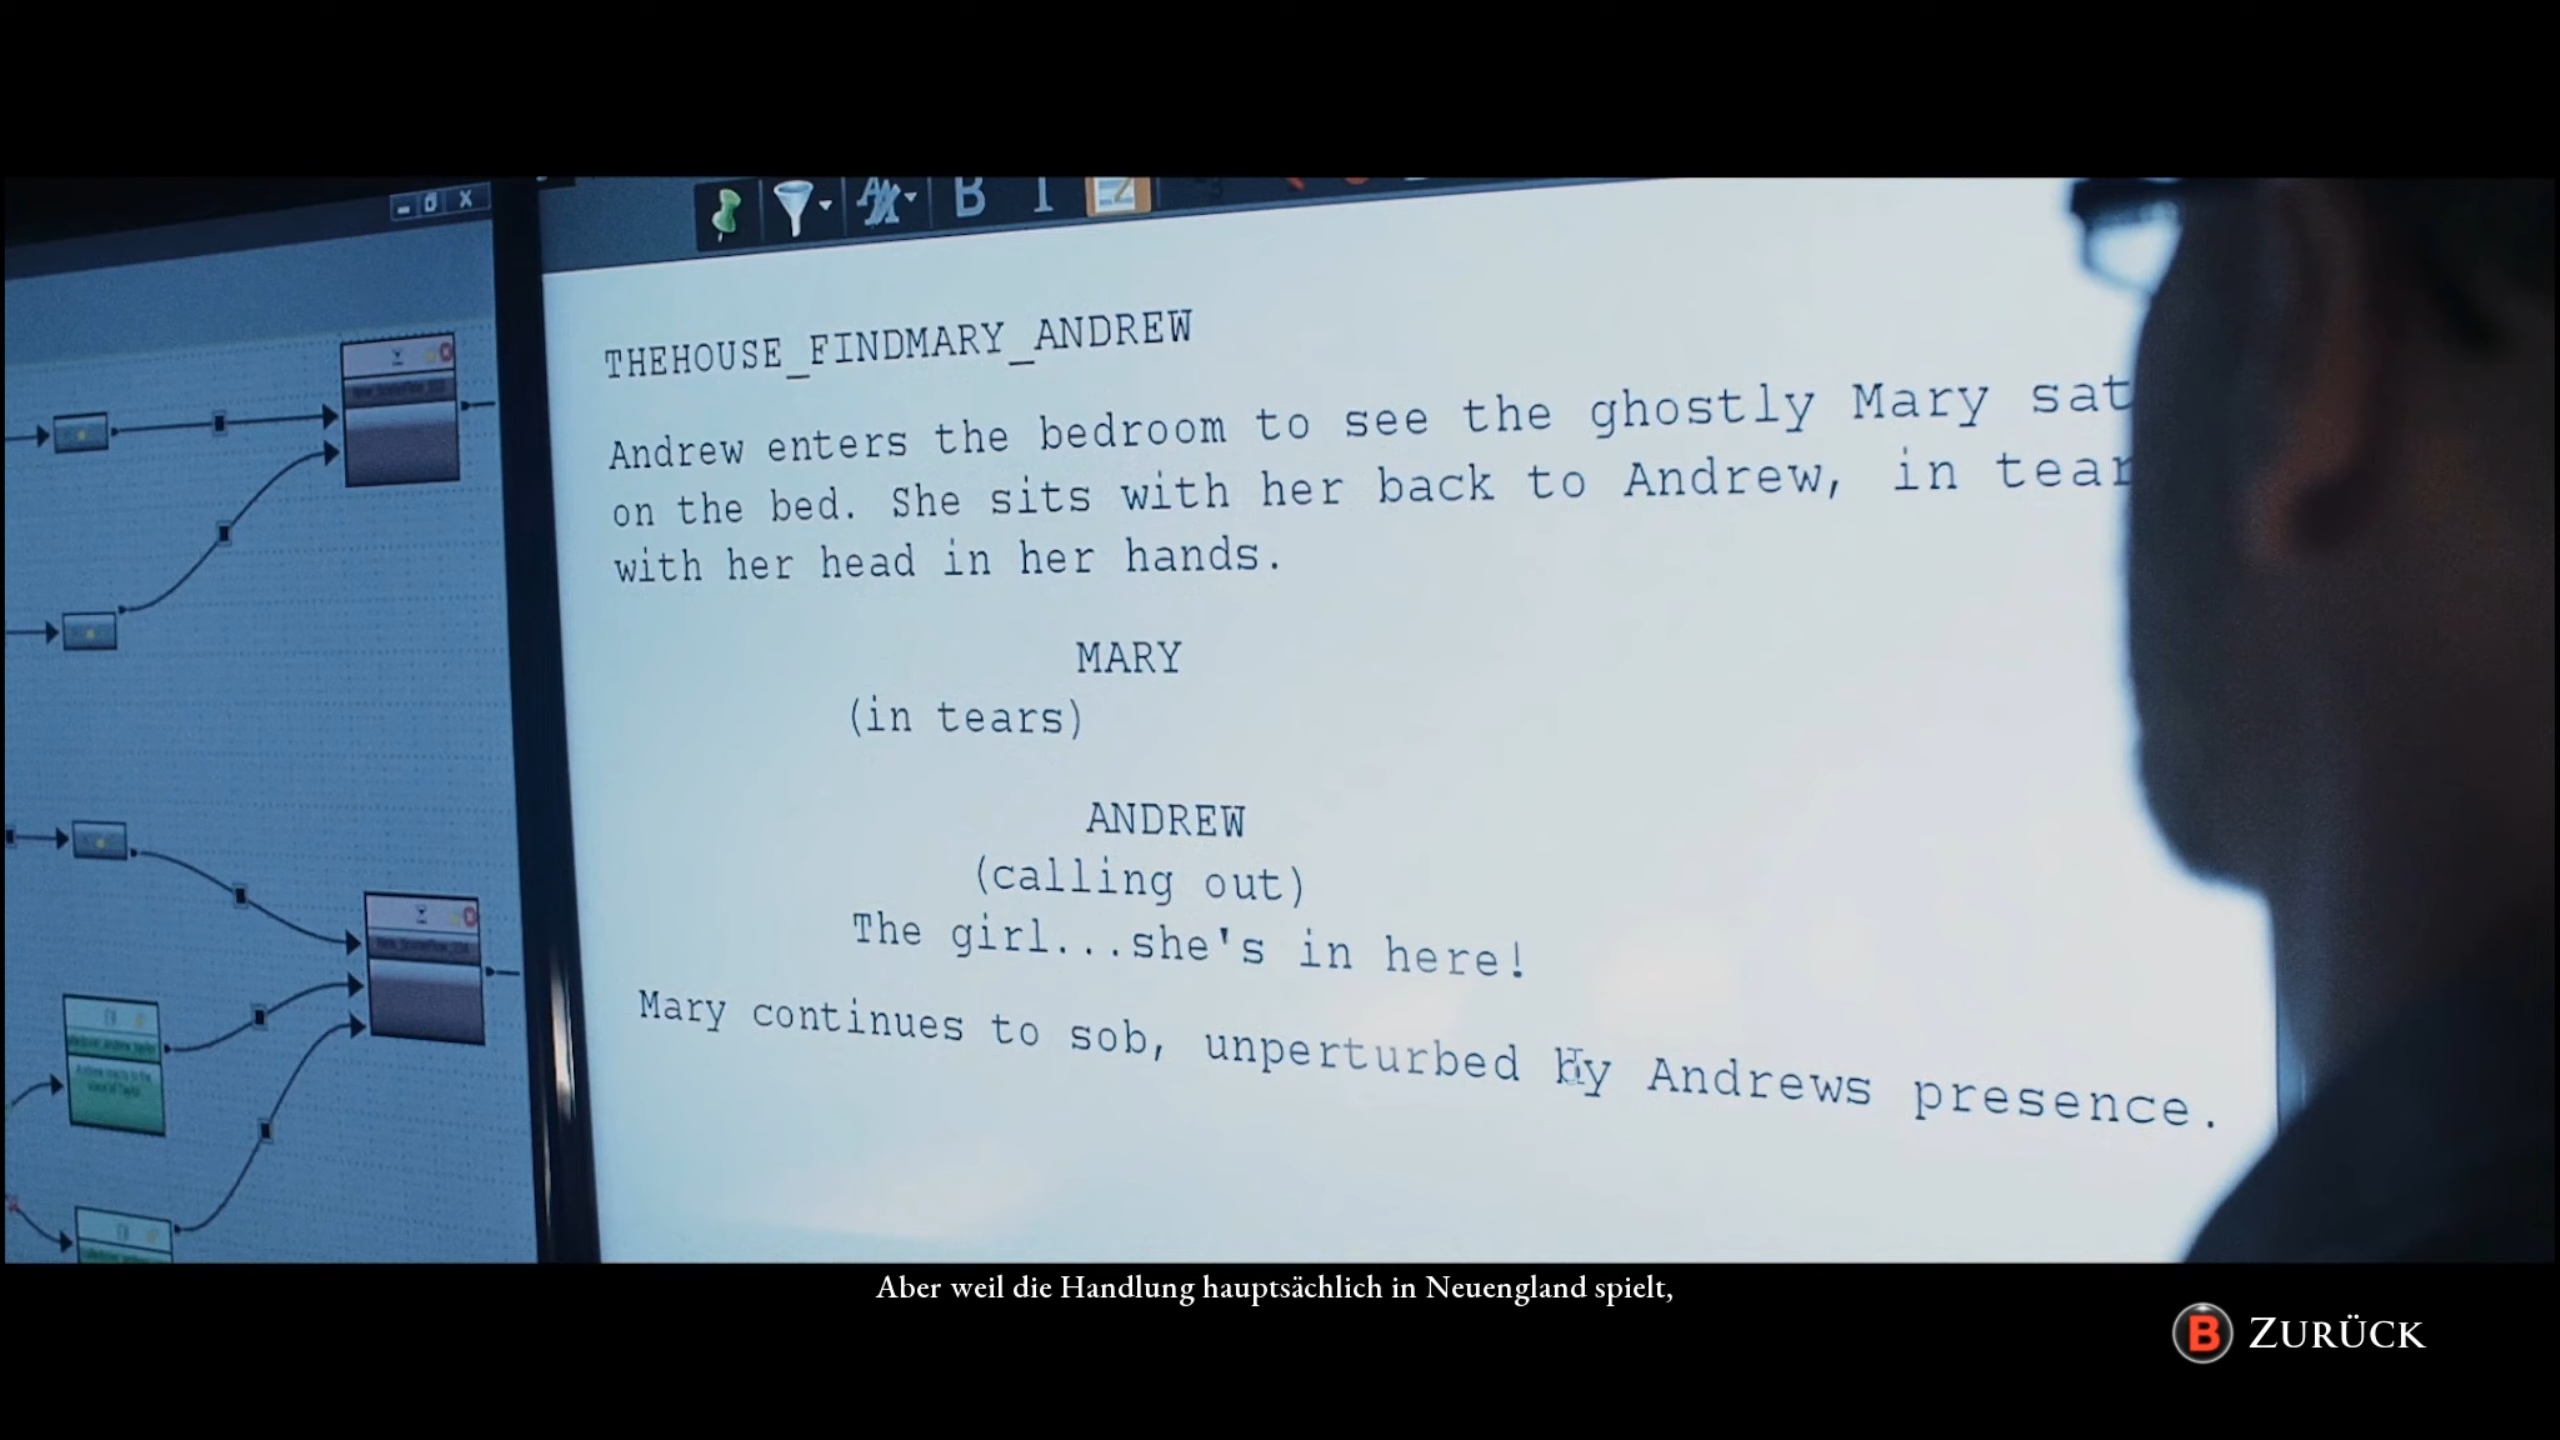 B I
THEHOUSE_FINDMARY_ANDREW
Andrew enters the bedroom to see the ghostly Mary sat
on the bed. She sits with her back to Andrew, in tear
with her head in her hands.
MARY
(in tears)
ANDREW
(calling out)
The girl...she's in here!
Mary continues to sob, unperturbed by Andrews presence.
Aber weil die Handlung hauptsächlich in Neuengland spielt,
B ZURÜCK